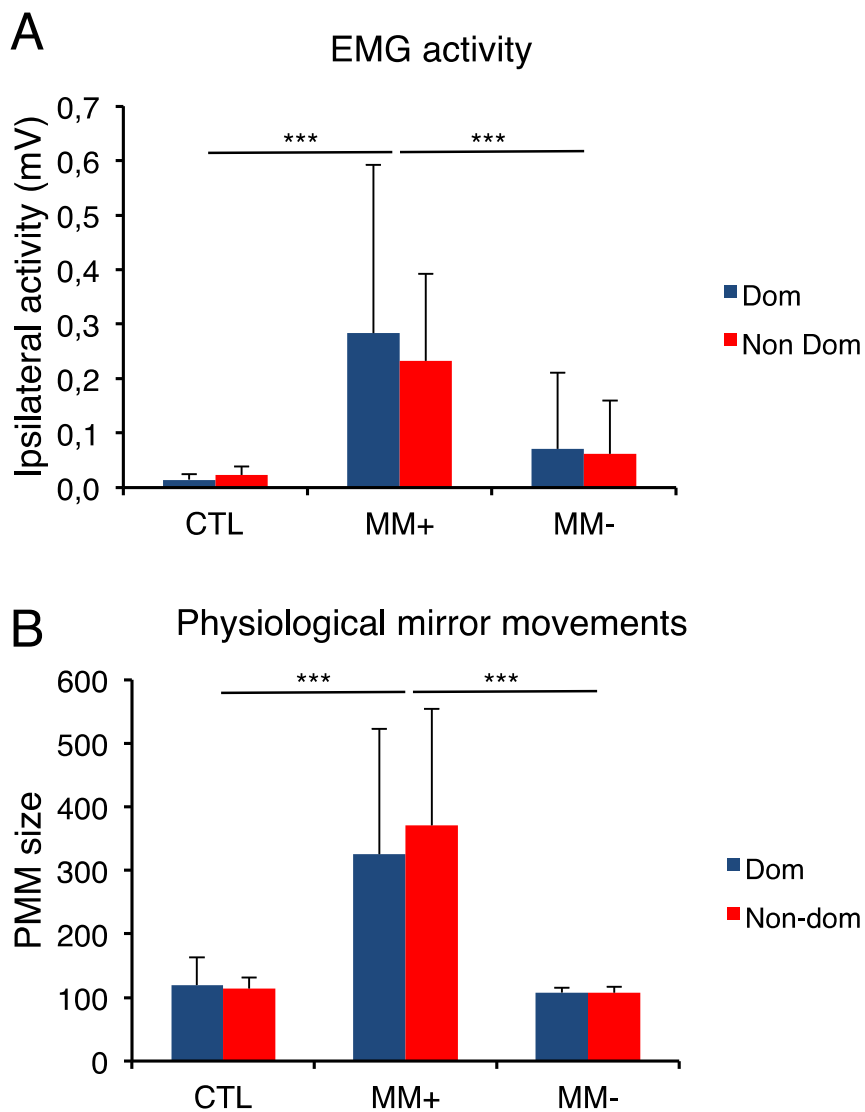 A
EMG activity
Ipsilateral activity (mV)
0,7
0,6
0,5
0,4
0,3
0,2
0,1
0,0
***
***
CTL
MM+
MM-
Dom
Non Dom
B
Physiological mirror movements
PMM size
600
500
400
300
200
100
0
***
***
CTL
MM+
MM-
Dom
Non-dom